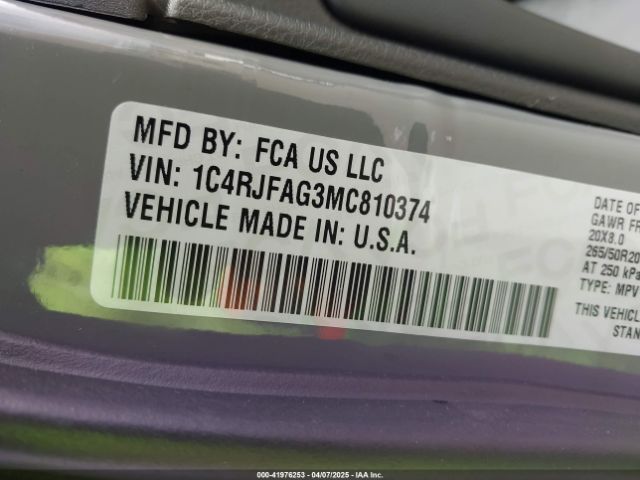 MFD BY: FCA US LLC
VIN: 1C4RJFAG3MC810374
VEHICLE MADE IN: U.S.A.
DATE OF
GAWR FR
20X8.0
265/50R20
AT 250 kPa
TYPE: MPV
THIS VEHICL
STAN
000-41976253 04/07/2025 IAA Inc.